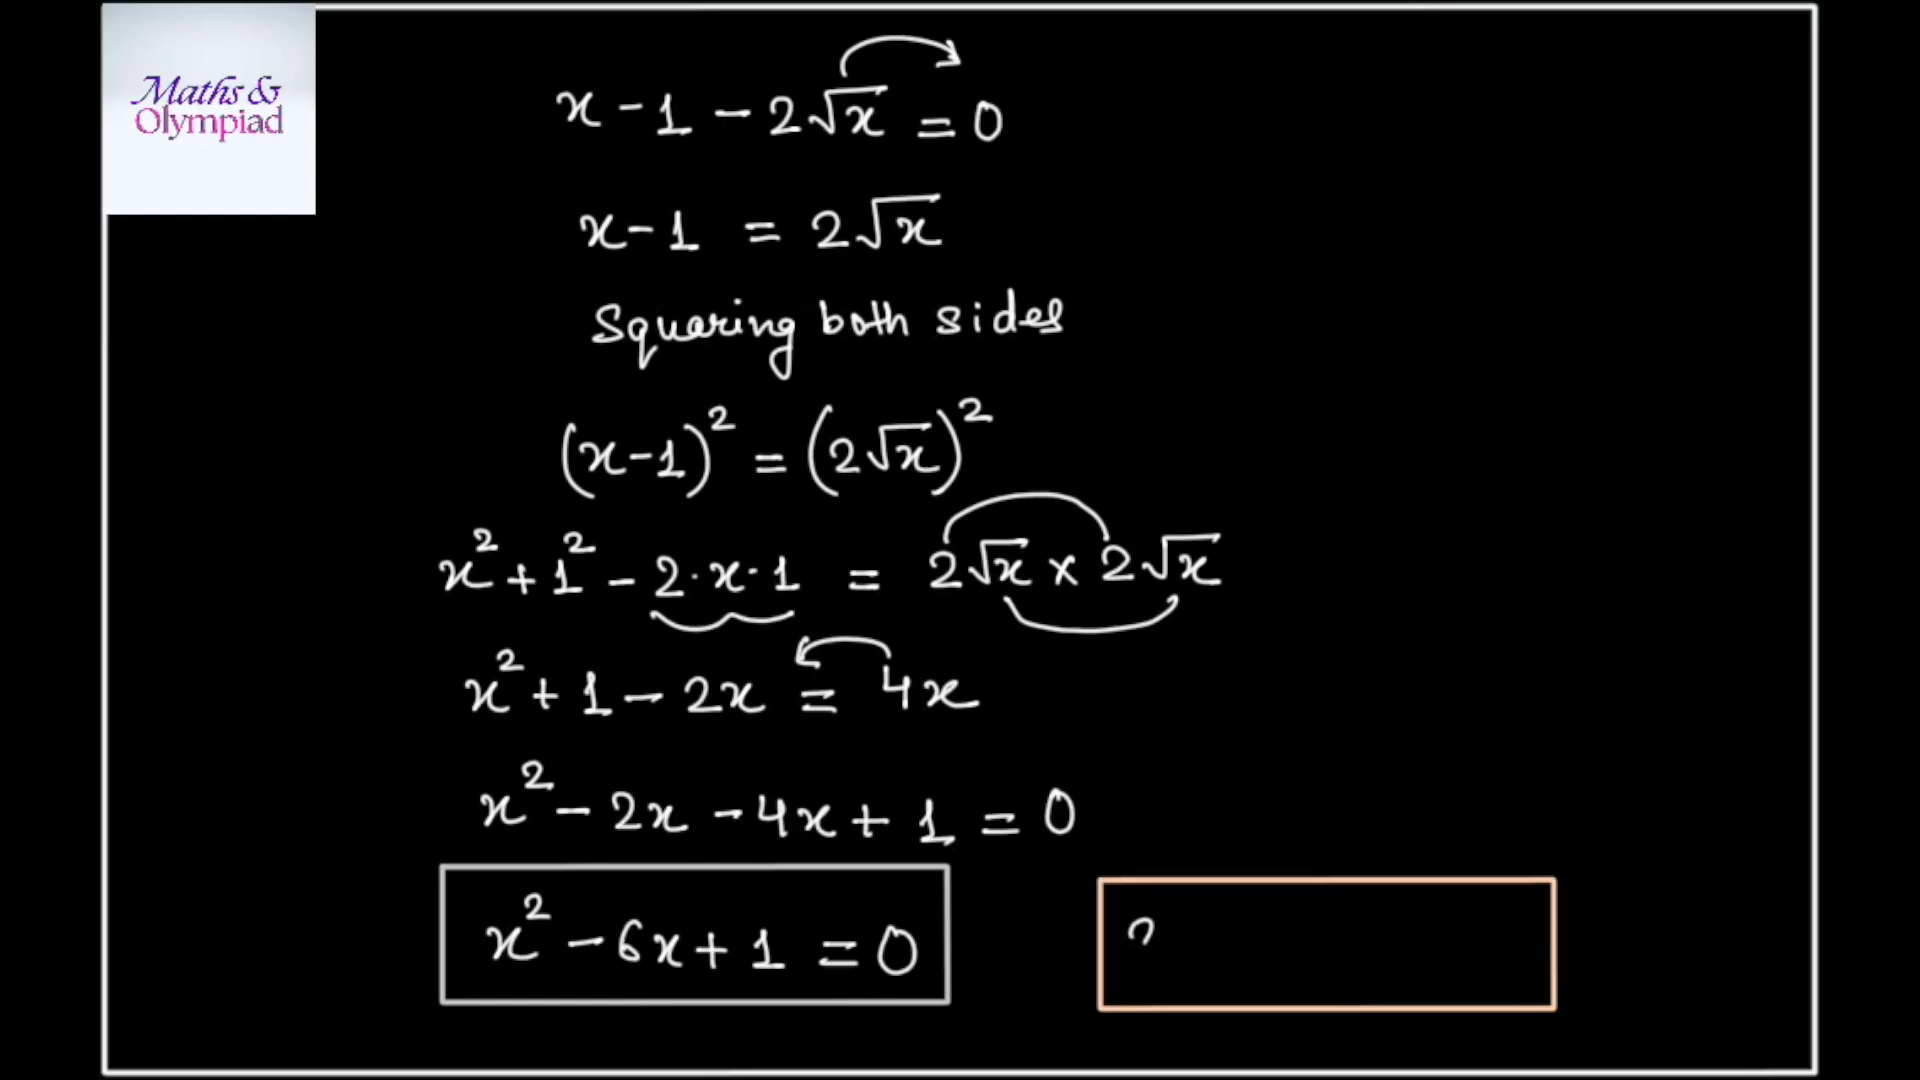 Maths &
Olympiad
x - 1 - 2√x = 0
x - 1 = 2√x
Squaring both sides
(x - 1)² = (2√x)²
x² + 1² - 2·x·1 = 2√x × 2√x
x² + 1 - 2x = 4x
x² - 2x - 4x + 1 = 0
x² - 6x + 1 = 0